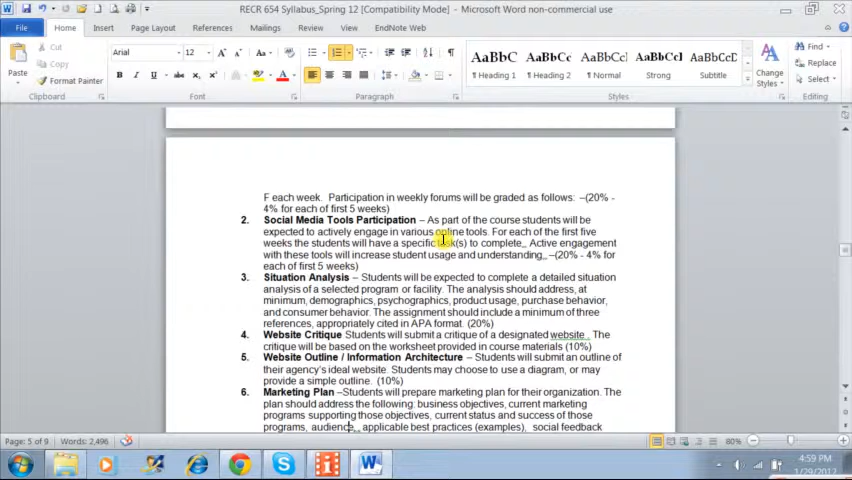 RECR 654 Syllabus_Spring 12 [Compatibility Mode] - Microsoft Word non-commercial use
File Home Insert Page Layout References Mailings Review View EndNote Web
Paste Cut Copy Format Painter Clipboard
Arial 12 Font
Paragraph
AaBbC AaBbCc AaBbCc AaBbCcI AaBbCcI
¶ Heading 1 ¶ Heading 2 ¶ Normal Strong Subtitle
Styles
Change Styles
Find Replace Select Editing
F each week. Participation in weekly forums will be graded as follows: –(20% -
4% for each of first 5 weeks)
2. Social Media Tools Participation – As part of the course students will be
expected to actively engage in various online tools. For each of the first five
weeks the students will have a specific task(s) to complete_ Active engagement
with these tools will increase student usage and understanding_ –(20% - 4% for
each of first 5 weeks)
3. Situation Analysis – Students will be expected to complete a detailed situation
analysis of a selected program or facility. The analysis should address, at
minimum, demographics, psychographics, product usage, purchase behavior,
and consumer behavior. The assignment should include a minimum of three
references, appropriately cited in APA format. (20%)
4. Website Critique Students will submit a critique of a designated website . The
critique will be based on the worksheet provided in course materials (10%)
5. Website Outline / Information Architecture – Students will submit an outline of
their agency's ideal website. Students may choose to use a diagram, or may
provide a simple outline. (10%)
6. Marketing Plan –Students will prepare marketing plan for their organization. The
plan should address the following: business objectives, current marketing
programs supporting those objectives, current status and success of those
programs, audience, applicable best practices (examples), social feedback
Page: 5 of 9 Words: 2,496 80%
4:59 PM
1/29/2012